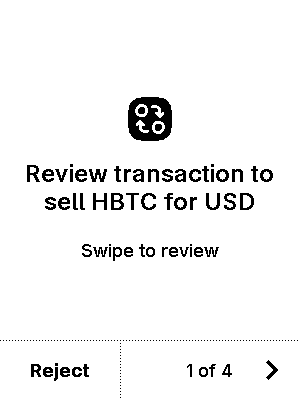 Review transaction to
sell HBTC for USD
Swipe to review
Reject
1 of 4